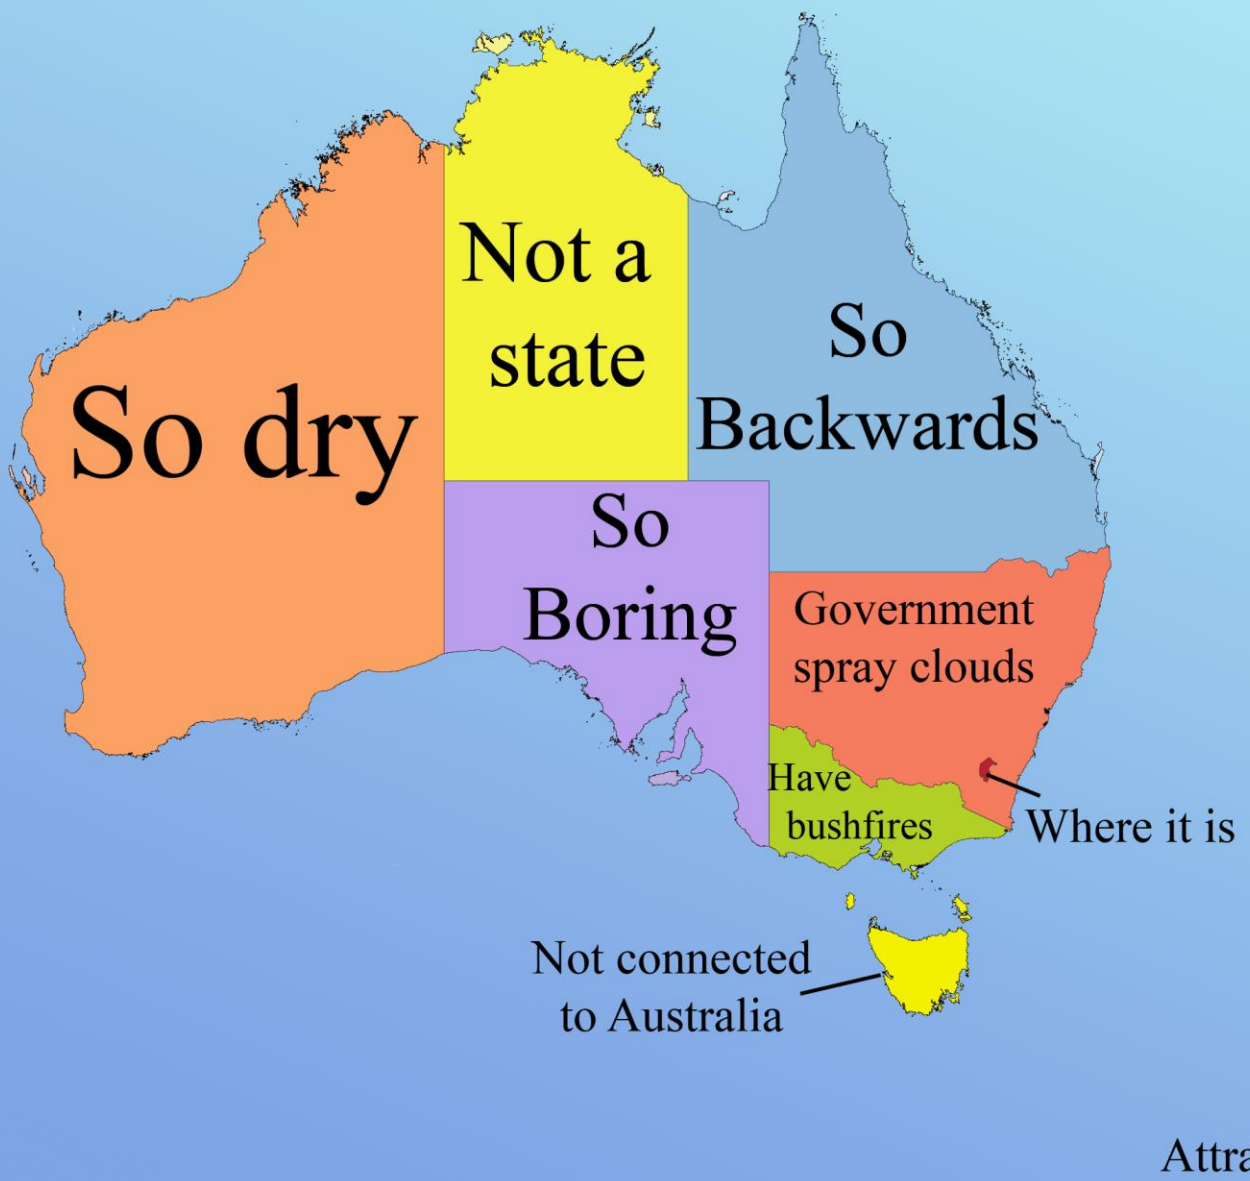 Not a
state
So
Backwards
So dry
So
Boring
Government
spray clouds
Have
bushfires
Where it is
Not connected
to Australia